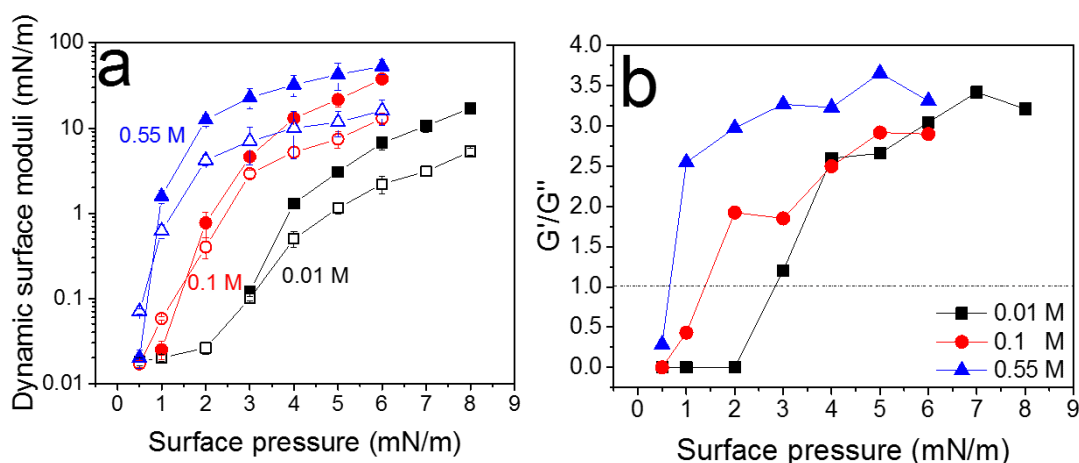 a
Dynamic surface moduli (mN/m)
100
10
1
0.1
0.01
0.55 M
0.1 M
0.01 M
0 1 2 3 4 5 6 7 8 9
Surface pressure (mN/m)
b
G'/G"
4.0
3.5
3.0
2.5
2.0
1.5
1.0
0.5
0.0
0.01 M
0.1 M
0.55 M
0 1 2 3 4 5 6 7 8 9
Surface pressure (mN/m)